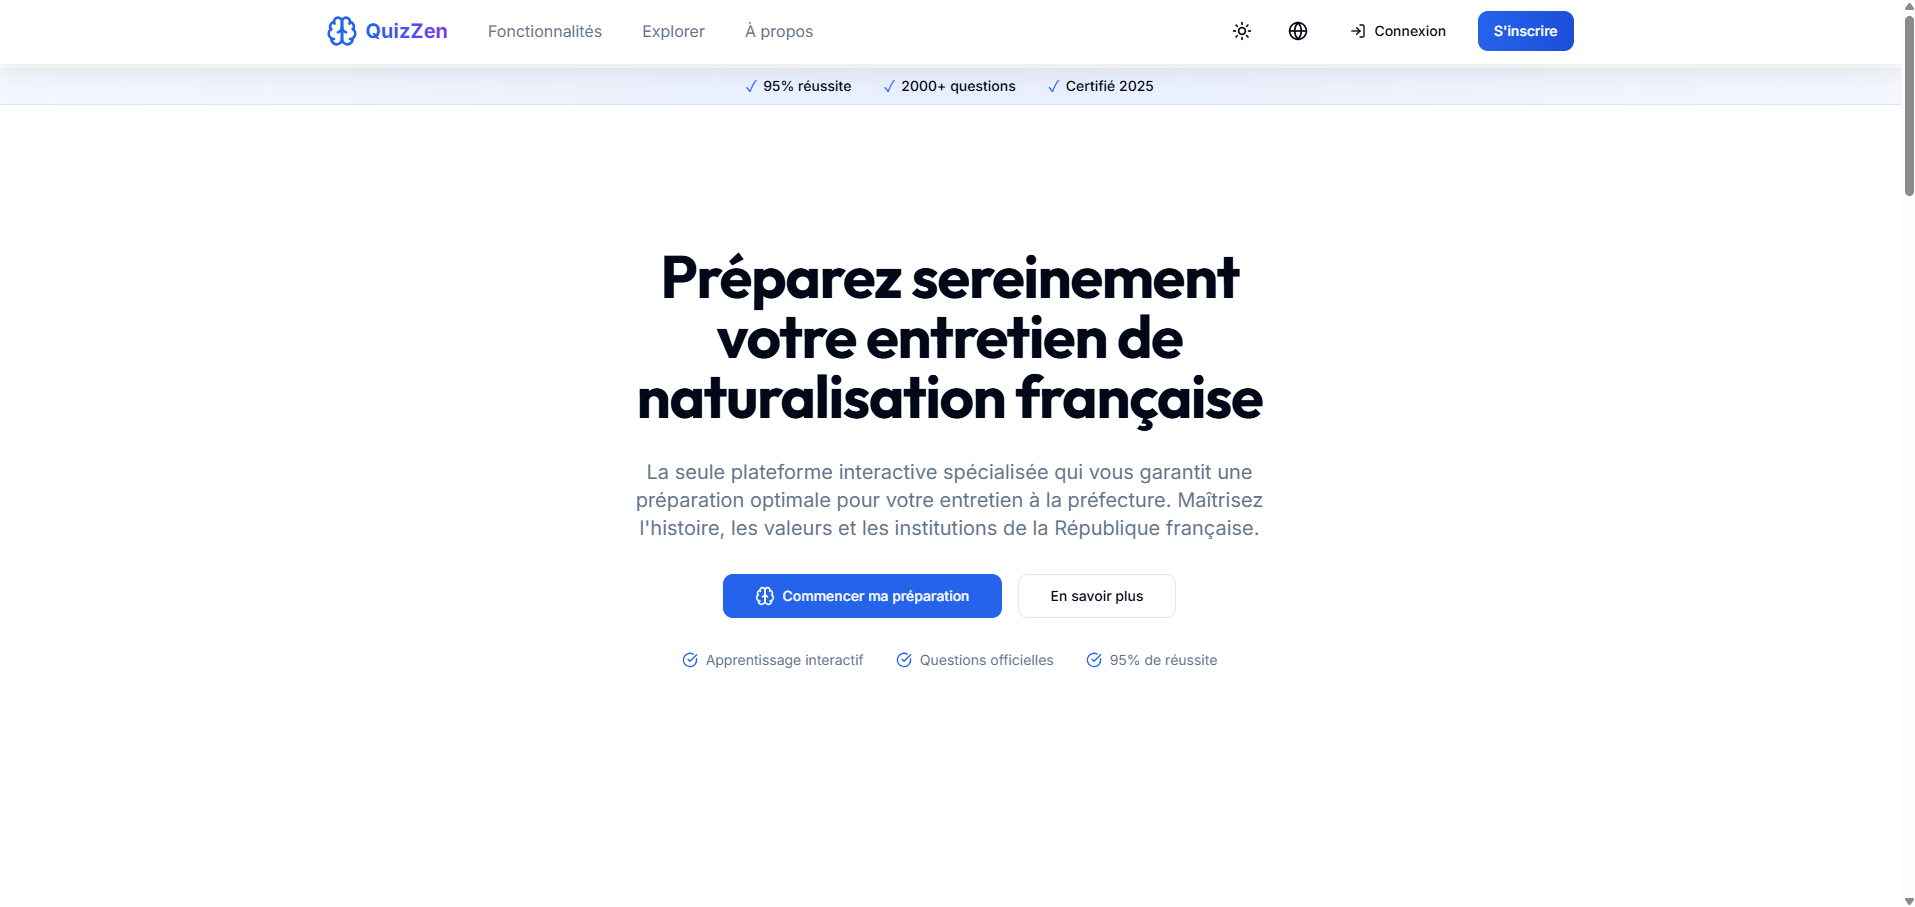 QuizZen
Fonctionnalités
Explorer
À propos
Connexion
S'inscrire
✓ 95% réussite
✓ 2000+ questions
✓ Certifié 2025
Préparez sereinement
votre entretien de
naturalisation française
La seule plateforme interactive spécialisée qui vous garantit une
préparation optimale pour votre entretien à la préfecture. Maîtrisez
l'histoire, les valeurs et les institutions de la République française.
Commencer ma préparation
En savoir plus
Apprentissage interactif
Questions officielles
95% de réussite